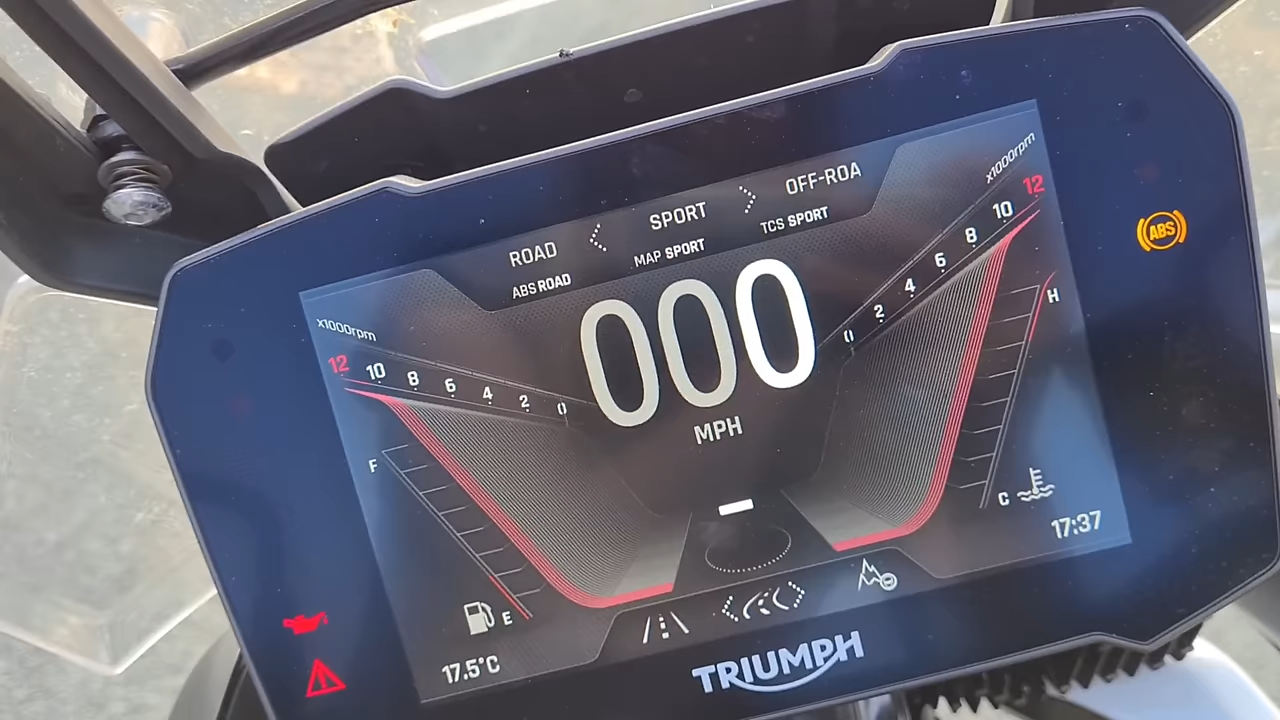 ROAD SPORT OFF-ROA
ABS ROAD MAP SPORT TCS SPORT
x1000rpm
12 10 8 6 4 2 0
000
MPH
x1000rpm
0 2 4 6 8 10 12
ABS
F
E
H
C
17.5°C
17:37
TRIUMPH